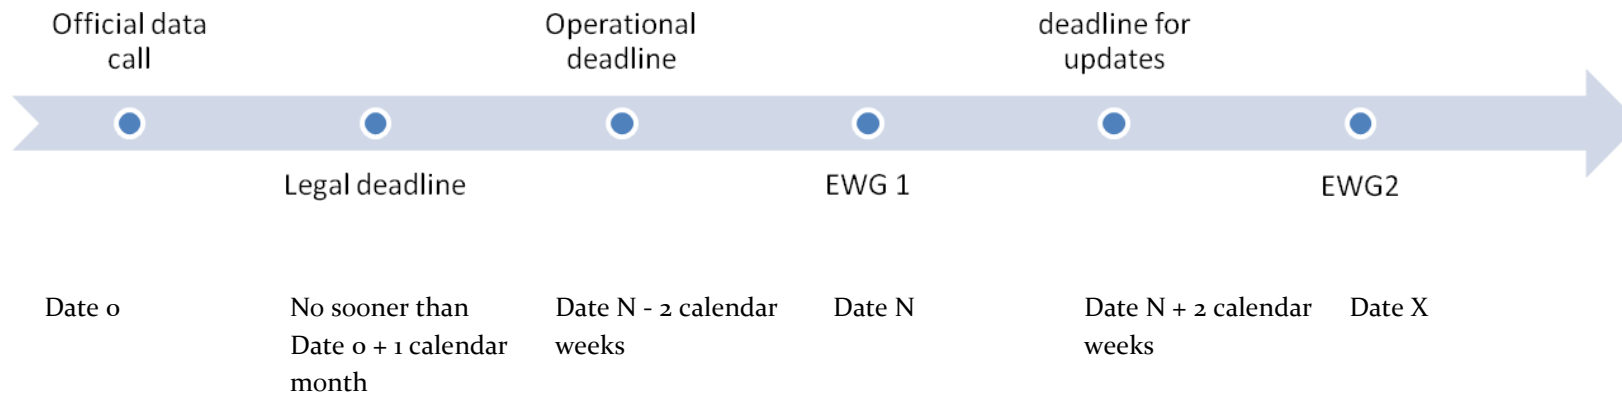 Official data
call
Operational
deadline
deadline for
updates
Legal deadline
EWG 1
EWG2
Date 0
No sooner than
Date 0 + 1 calendar
month
Date N - 2 calendar
weeks
Date N
Date N + 2 calendar
weeks
Date X